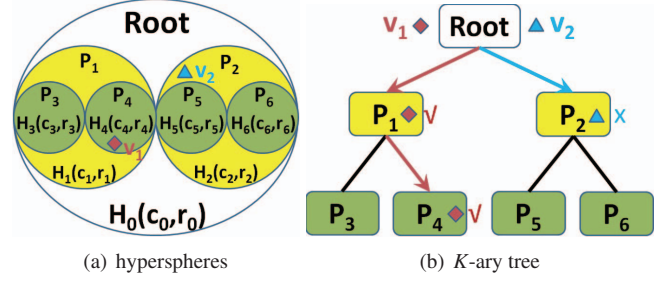 Root
P₁ P₂
v₂
P₃ P₄ P₅ P₆
H₃(c₃,r₃) H₄(c₄,r₄) H₅(c₅,r₅) H₆(c₆,r₆)
v₁
H₁(c₁,r₁) H₂(c₂,r₂)
H₀(c₀,r₀)
(a) hyperspheres
v₁ Root v₂
P₁ √ P₂ x
P₃ P₄ √ P₅ P₆
(b) K-ary tree